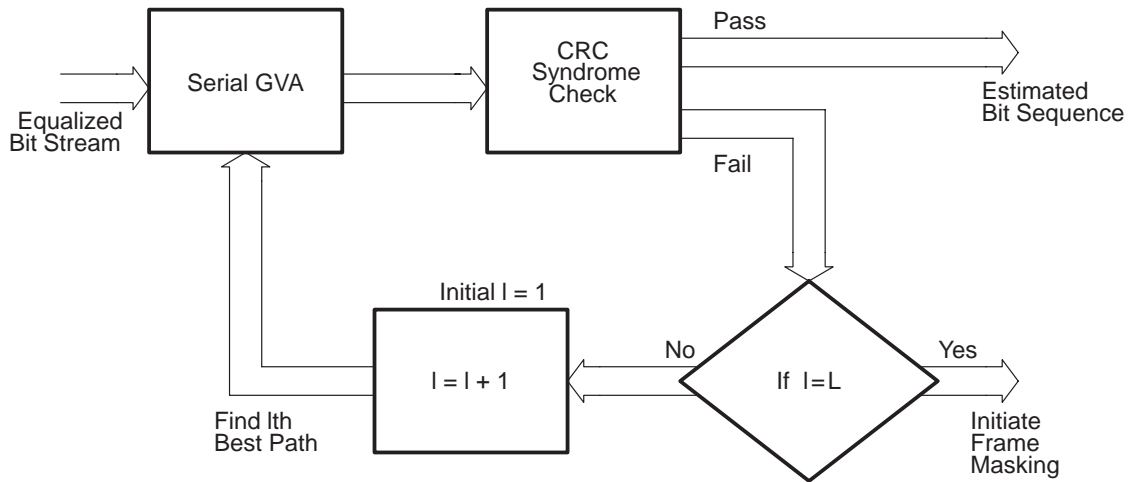 Pass
Serial GVA
CRC
Syndrome
Check
Equalized
Bit Stream
Estimated
Bit Sequence
Fail
Initial l = 1
No
Yes
l = l + 1
If l=L
Find lth
Best Path
Initiate
Frame
Masking